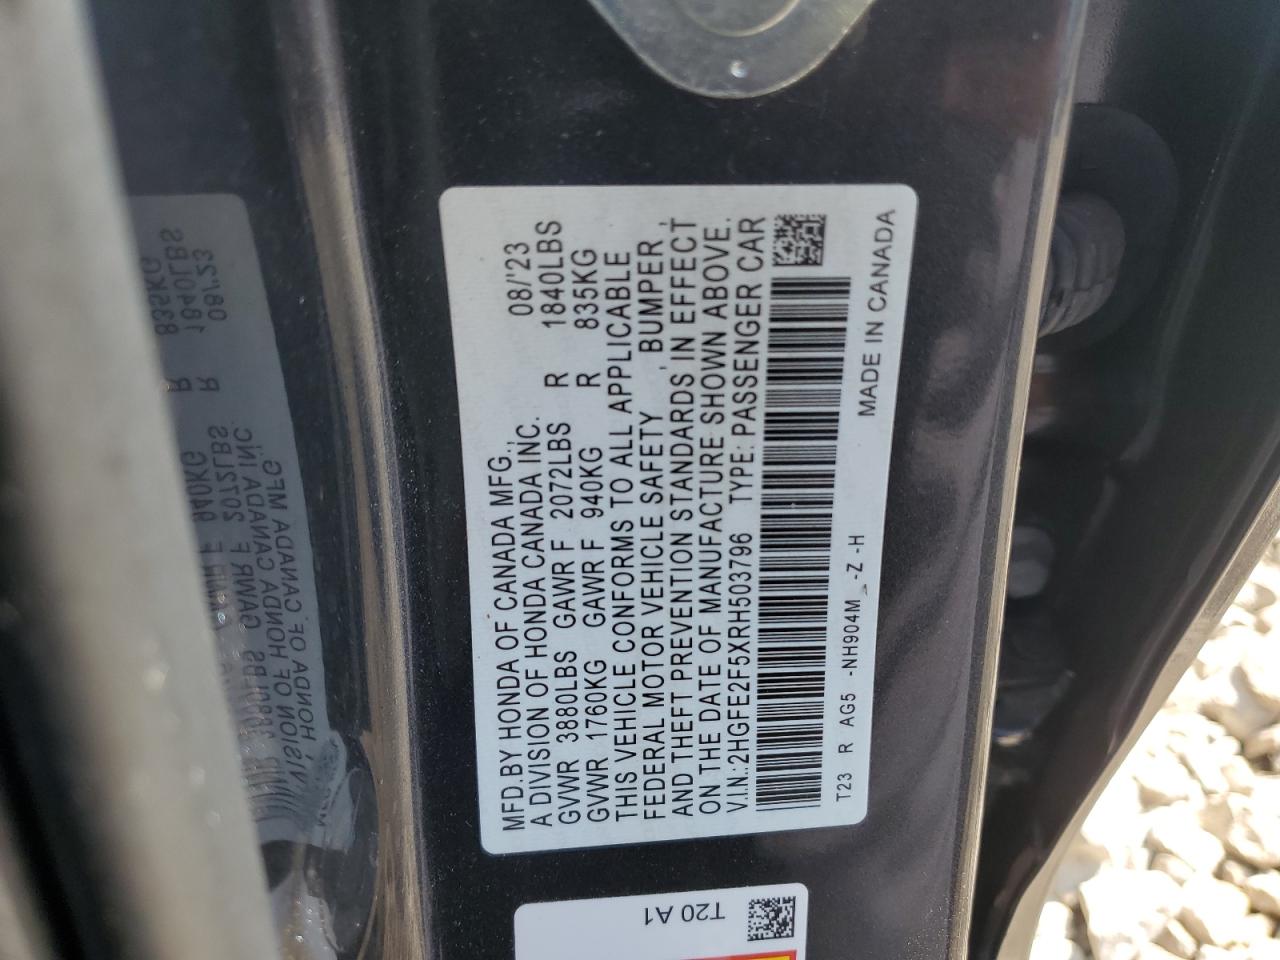 MFD.BY HONDA OF CANADA MFG., 08/'23
A DIVISION OF HONDA CANADA INC.
GVWR 3880LBS GAWR F 2072LBS R 1840LBS
GVWR 1760KG GAWR F 940KG R 835KG
THIS VEHICLE CONFORMS TO ALL APPLICABLE
FEDERAL MOTOR VEHICLE SAFETY , BUMPER ,
AND THEFT PREVENTION STANDARDS IN EFFECT
ON THE DATE OF MANUFACTURE SHOWN ABOVE.
V.I.N.:2HGFE2F5XRH503796 TYPE: PASSENGER CAR
T23 R AG5 -NH904M -Z -H MADE IN CANADA
T20 A1